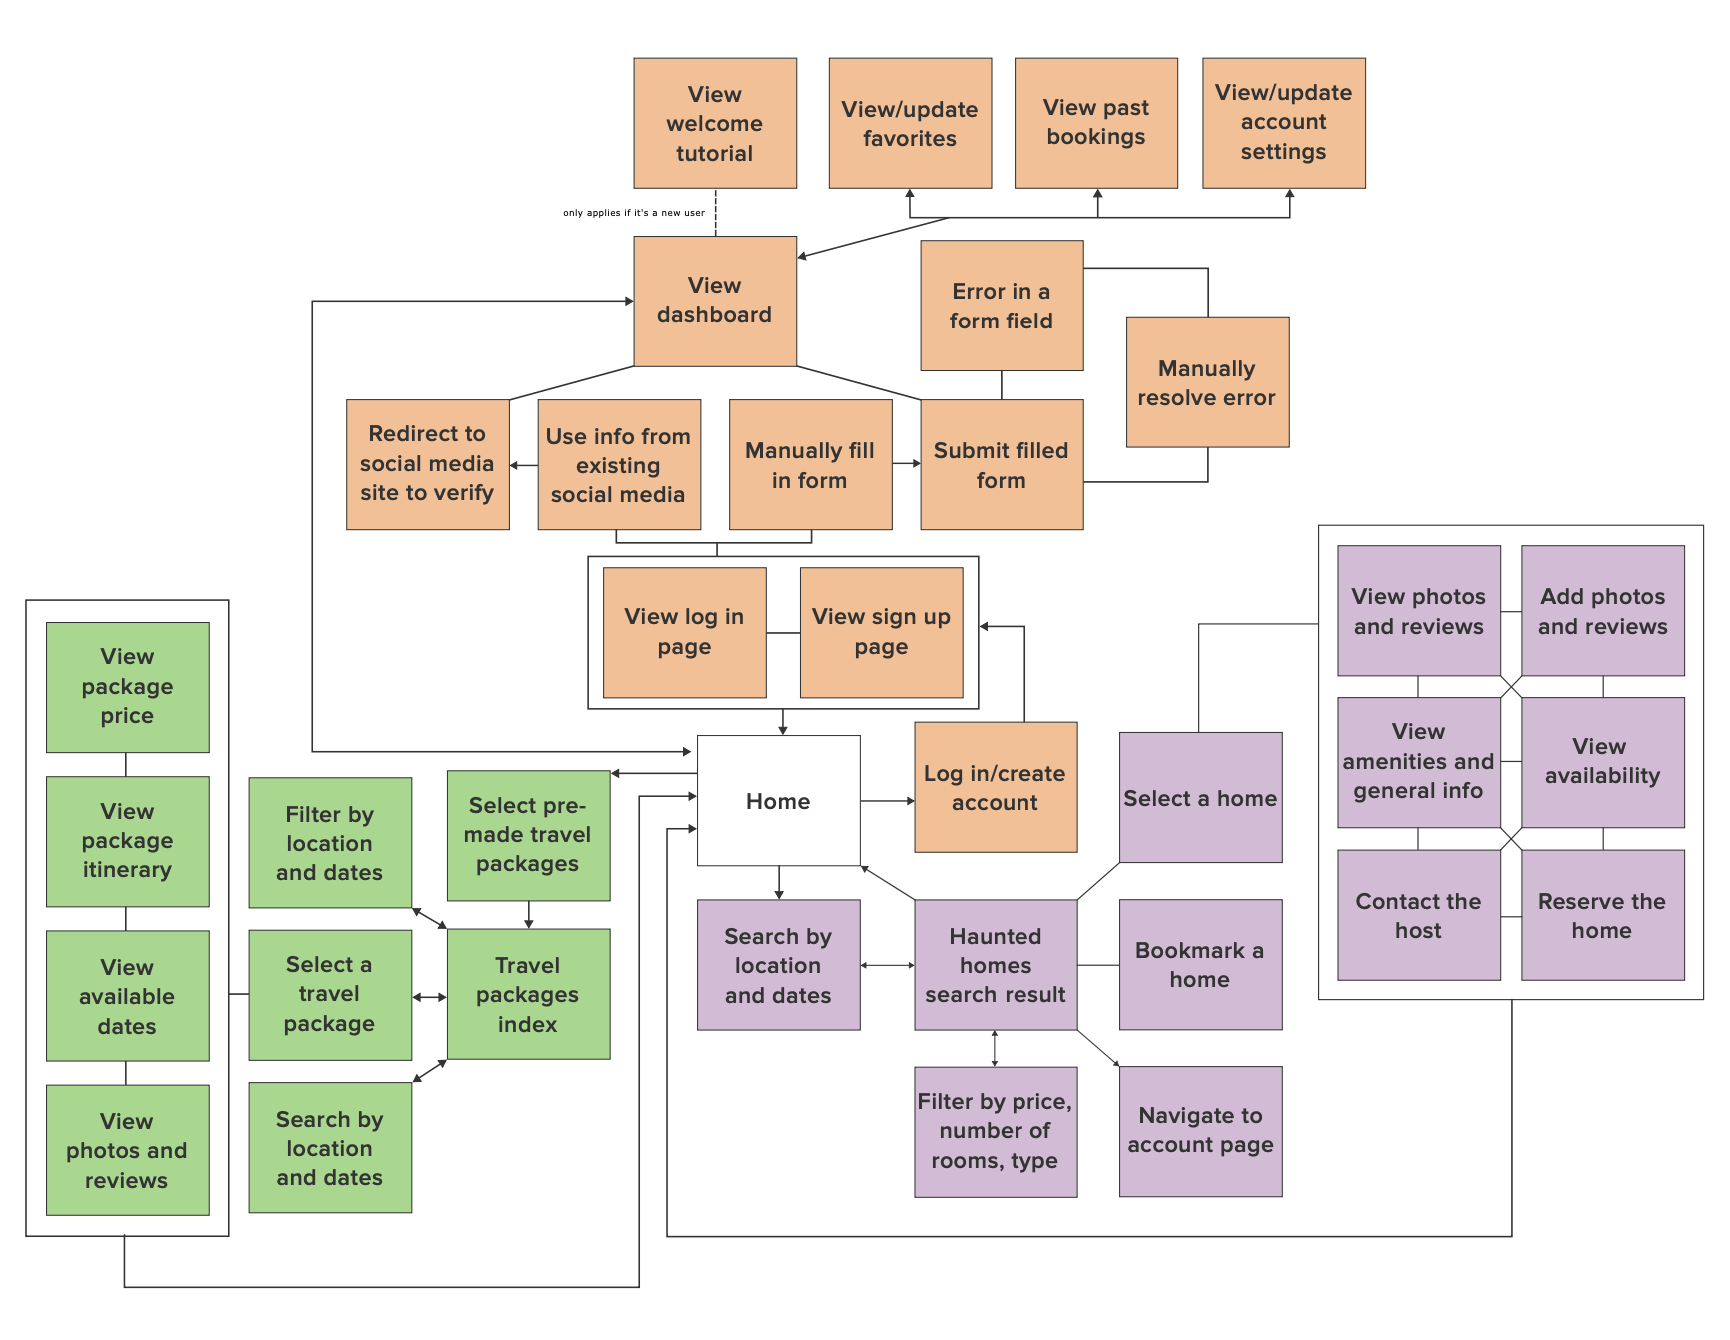 View
welcome
tutorial
View/update
favorites
View past
bookings
View/update
account
settings
only applies if it's a new user
View
dashboard
Error in a
form field
Manually
resolve error
Redirect to
social media
site to verify
Use info from
existing
social media
Manually fill
in form
Submit filled
form
View log in
page
View sign up
page
Home
Log in/create
account
View
package
price
View
package
itinerary
View
available
dates
View
photos and
reviews
Filter by
location
and dates
Select a
travel
package
Search by
location
and dates
Select pre-
made travel
packages
Travel
packages
index
Search by
location
and dates
Haunted
homes
search result
Filter by price,
number of
rooms, type
Select a home
Bookmark a
home
Navigate to
account page
View photos
and reviews
Add photos
and reviews
View
amenities and
general info
View
availability
Contact the
host
Reserve the
home